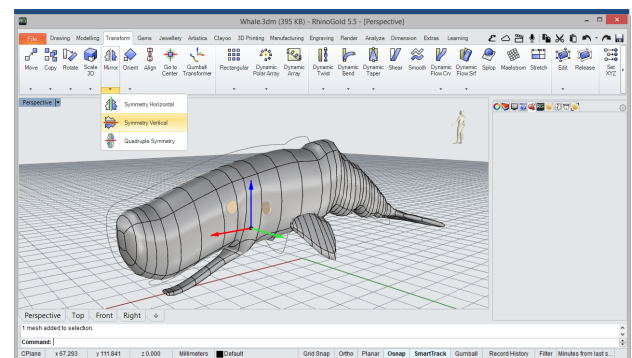 Whale.3dm (395 KB) - RhinoGold 5.5 - [Perspective]
File Drawing Modelling Transform Gems Jewellery Artistics Clayoo 3D Printing Manufacturing Engraving Render Analyze Dimension Extras Learning
Move Copy Rotate Scale 3D Mirror Orient Align Go to Center Gumball Transformer Rectangular Dynamic Polar Array Dynamic Array Dynamic Twist Dynamic Bend Dynamic Taper Shear Smooth Dynamic Flow Crv Dynamic Flow Srf Splop Maelstrom Stretch Edit Release Set XYZ
Perspective
Symmetry Horizontal
Symmetry Vertical
Quadruple Symmetry
Perspective Top Front Right
1 mesh added to selection.
Command:
CPlane x 67.293 y 111.841 z 0.000 Millimeters Default Grid Snap Ortho Planar Osnap SmartTrack Gumball Record History Filter Minutes from last s...